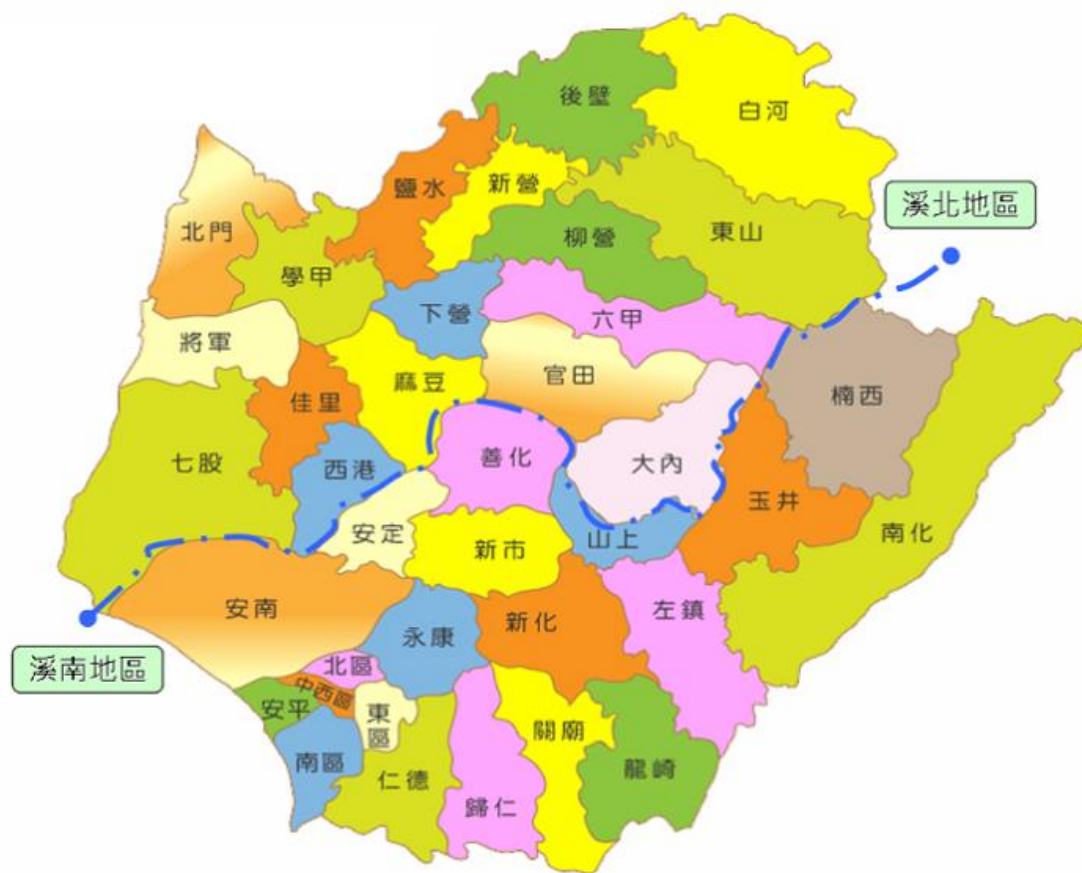 後壁
白河
鹽水
新營
溪北地區
北門
柳營
東山
學甲
下營
六甲
將軍
麻豆
官田
楠西
佳里
七股
西港
善化
大內
玉井
安定
新市
山上
南化
安南
永康
新化
左鎮
溪南地區
北區
中西區
安平
東區
關廟
南區
仁德
龍崎
歸仁